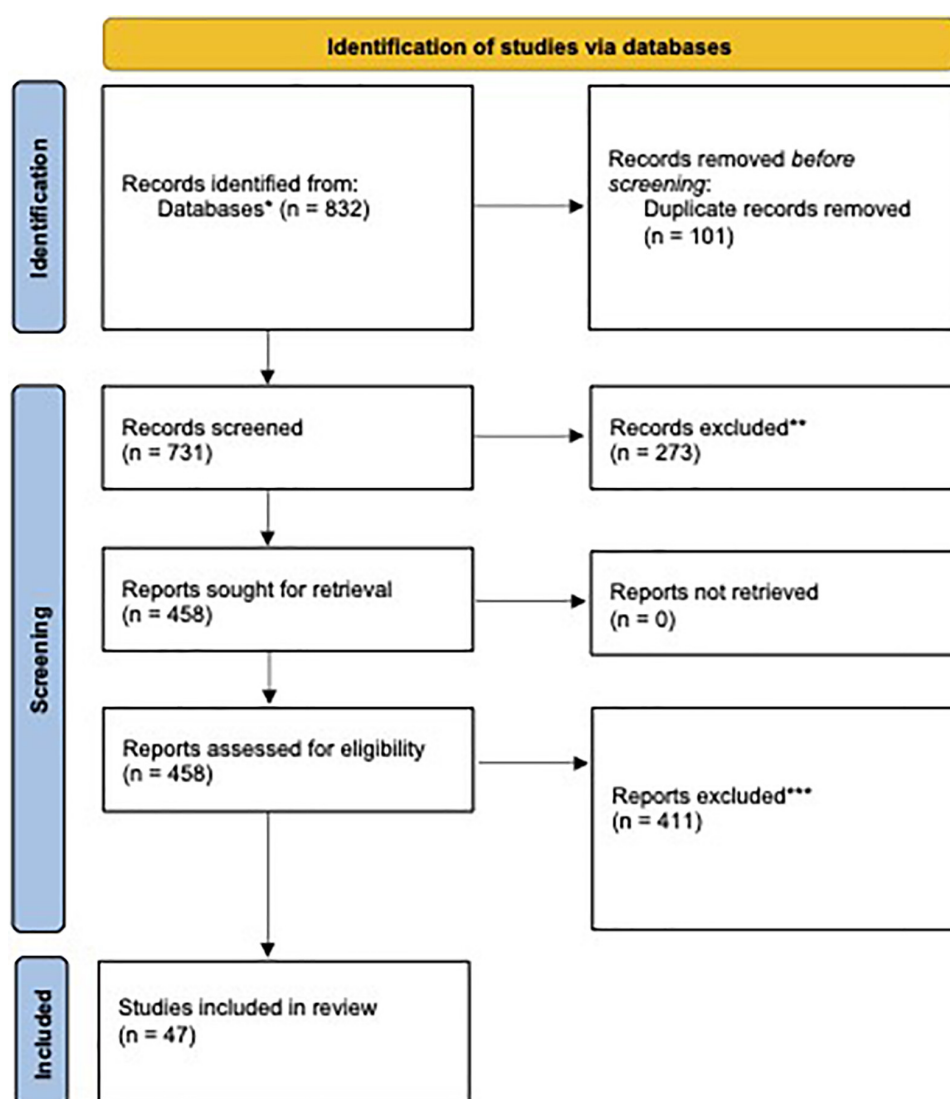 Identification of studies via databases
Identification
Records identified from:
Databases* (n = 832)
Records removed before
screening:
Duplicate records removed
(n = 101)
Screening
Records screened
(n = 731)
Records excluded**
(n = 273)
Reports sought for retrieval
(n = 458)
Reports not retrieved
(n = 0)
Reports assessed for eligibility
(n = 458)
Reports excluded***
(n = 411)
Included
Studies included in review
(n = 47)